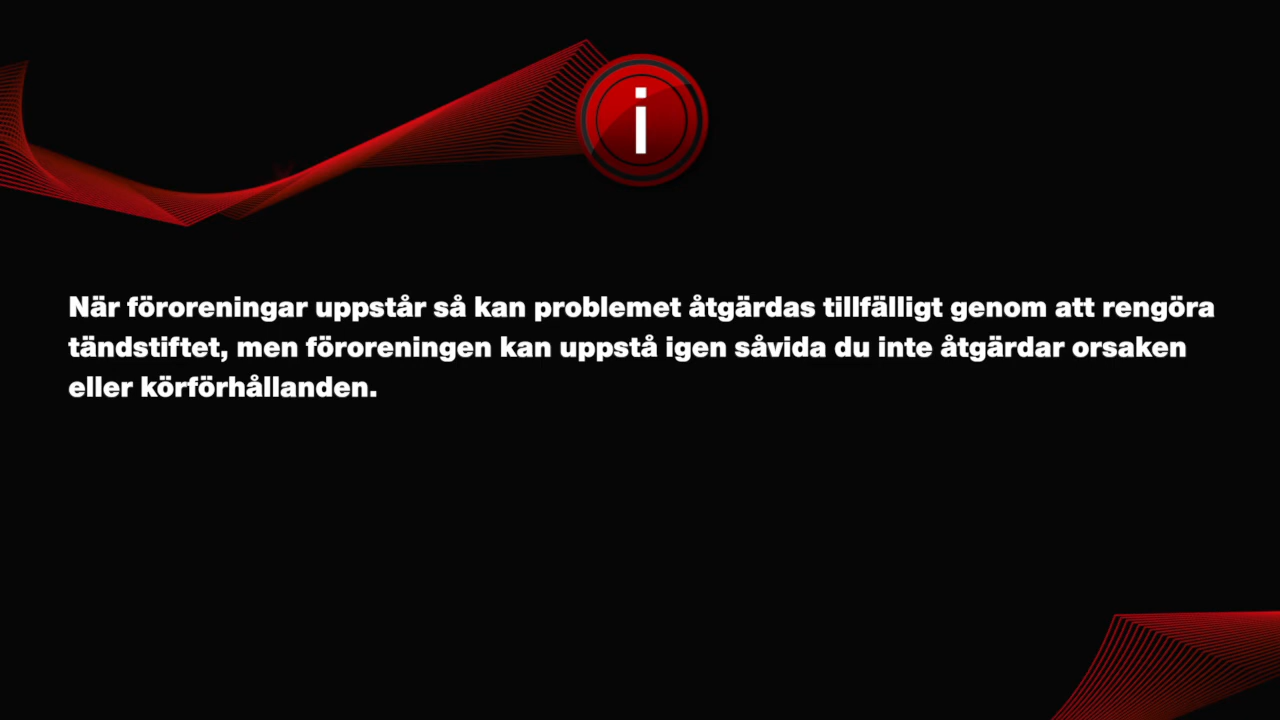 i
När föroreningar uppstår så kan problemet åtgärdas tillfälligt genom att rengöra
tändstiftet, men föroreningen kan uppstå igen såvida du inte åtgärdar orsaken
eller körförhållanden.